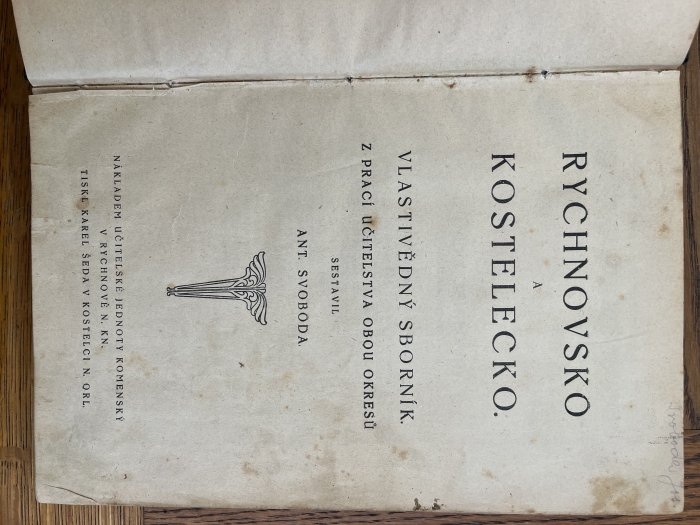 RYCHNOVSKO
A
KOSTELECKO.
VLASTIVĚDNÝ SBORNÍK.
Z PRACÍ UČITELSTVA OBOU OKRESŮ
SESTAVIL
ANT. SVOBODA.
NÁKLADEM UČITELSKÉ JEDNOTY KOMENSKÝ
V RYCHNOVĚ N. KN.
TISKL KAREL ŠEDA V KOSTELCI N. ORL.